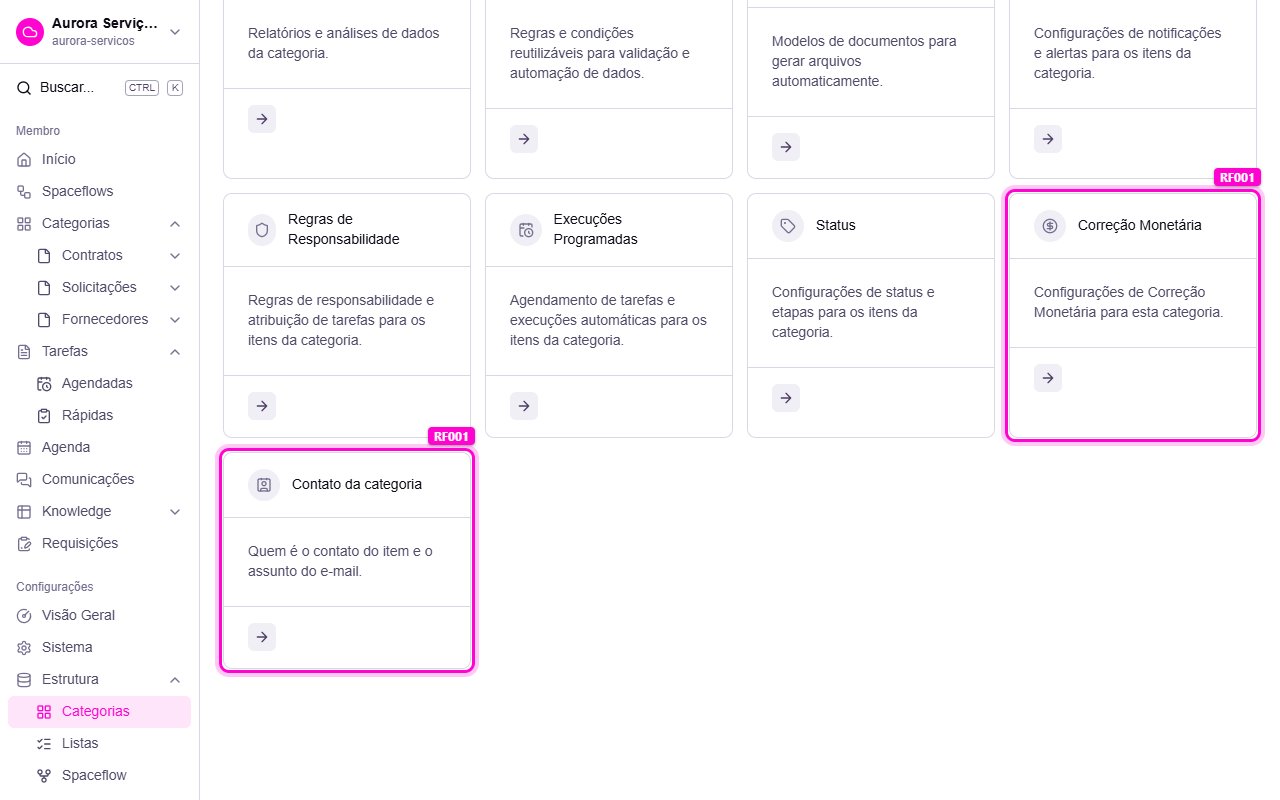 Aurora Serviç...
aurora-servicos
Buscar...
CTRL
K
Membro
Início
Spaceflows
Categorias
Contratos
Solicitações
Fornecedores
Tarefas
Agendadas
Rápidas
Agenda
Comunicações
Knowledge
Requisições
Configurações
Visão Geral
Sistema
Estrutura
Categorias
Listas
Spaceflow
Relatórios e análises de dados
da categoria.
Regras e condições
reutilizáveis para validação e
automação de dados.
Modelos de documentos para
gerar arquivos
automaticamente.
Configurações de notificações
e alertas para os itens da
categoria.
Regras de
Responsabilidade
Regras de responsabilidade e
atribuição de tarefas para os
itens da categoria.
Execuções
Programadas
Agendamento de tarefas e
execuções automáticas para os
itens da categoria.
Status
Configurações de status e
etapas para os itens da
categoria.
RF001
Correção Monetária
Configurações de Correção
Monetária para esta categoria.
RF001
Contato da categoria
Quem é o contato do item e o
assunto do e-mail.